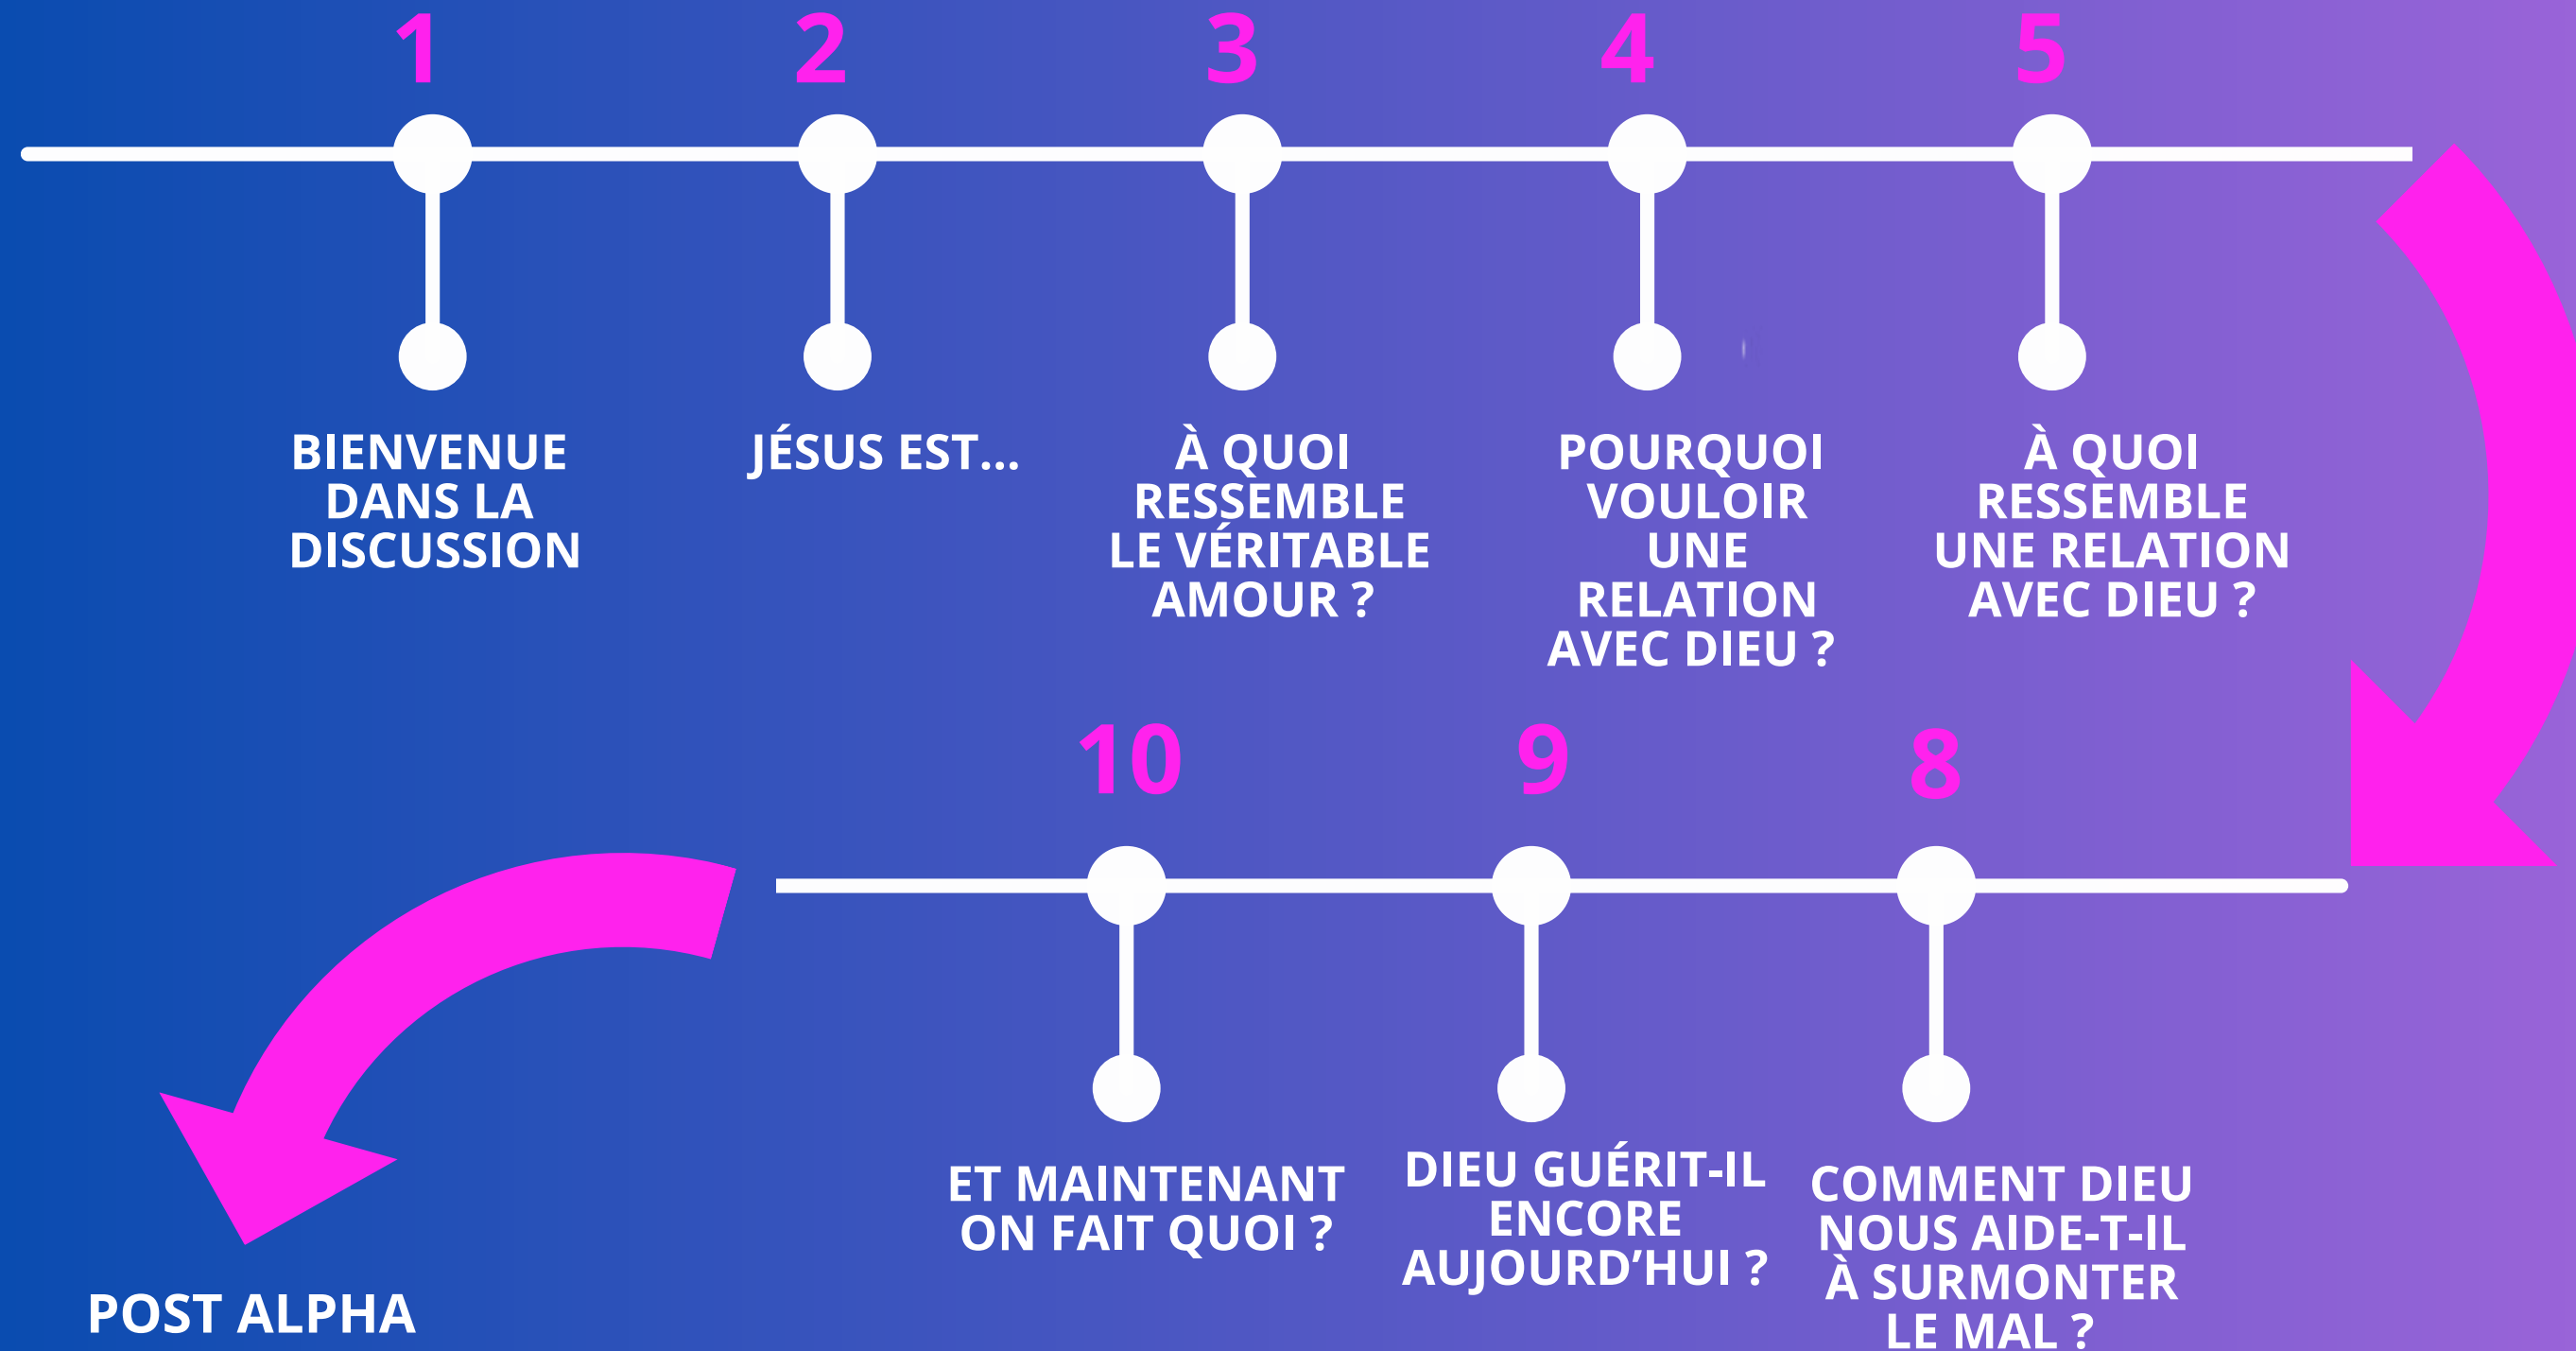 1
BIENVENUE
DANS LA
DISCUSSION
2
JÉSUS EST...
3
À QUOI
RESSEMBLE
LE VÉRITABLE
AMOUR ?
4
POURQUOI
VOULOIR
UNE
RELATION
AVEC DIEU ?
5
À QUOI
RESSEMBLE
UNE RELATION
AVEC DIEU ?
10
ET MAINTENANT
ON FAIT QUOI ?
9
DIEU GUÉRIT-IL
ENCORE
AUJOURD’HUI ?
8
COMMENT DIEU
NOUS AIDE-T-IL
À SURMONTER
LE MAL ?
POST ALPHA